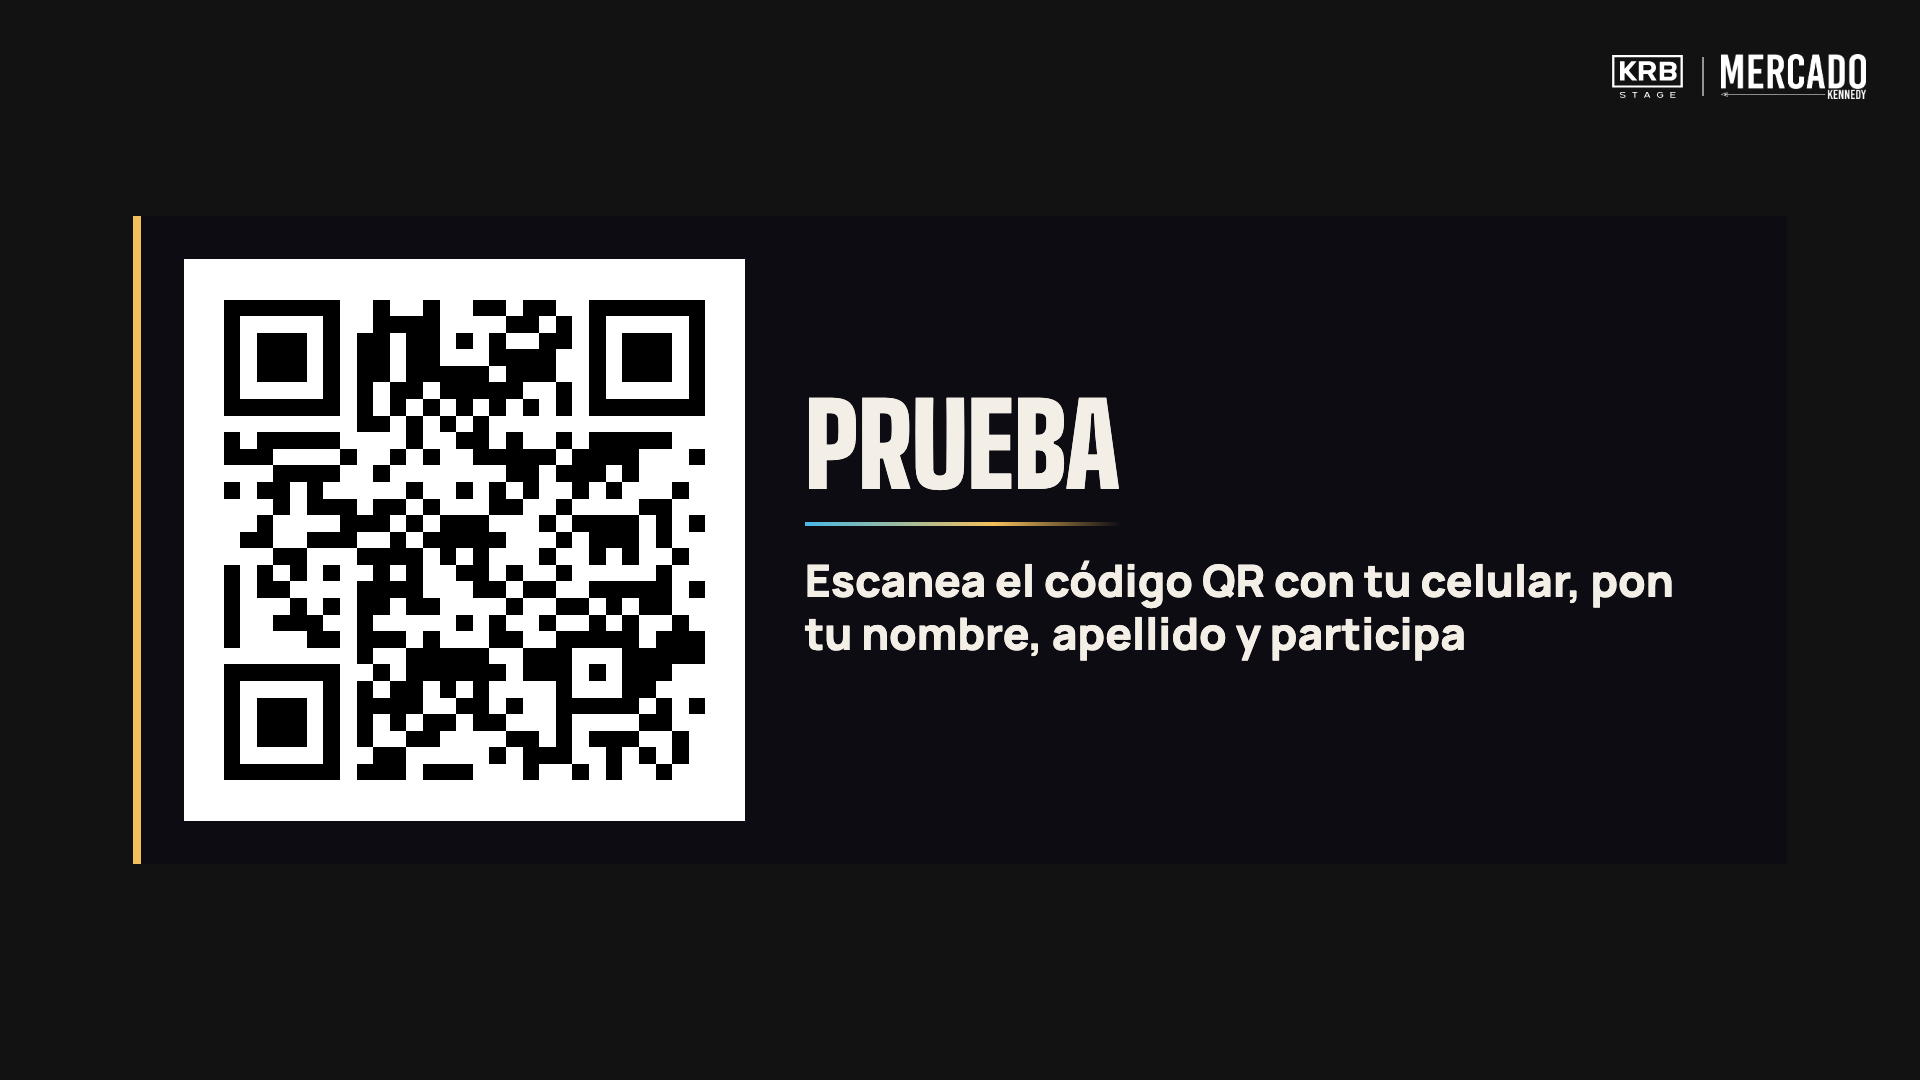 KRB
STAGE
MERCADO
KENNEDY
PRUEBA
Escanea el código QR con tu celular, pon
tu nombre, apellido y participa